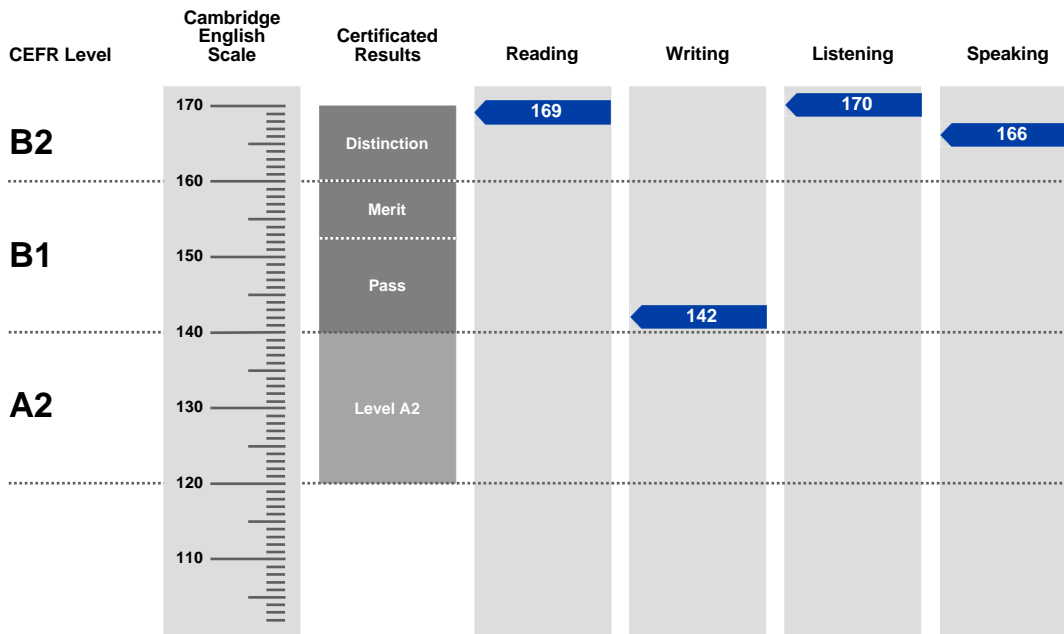 CEFR Level
Cambridge
English
Scale
Certificated
Results
Reading
Writing
Listening
Speaking
170
169
170
B2
Distinction
166
160
Merit
B1
150
Pass
142
140
A2
130
Level A2
120
110